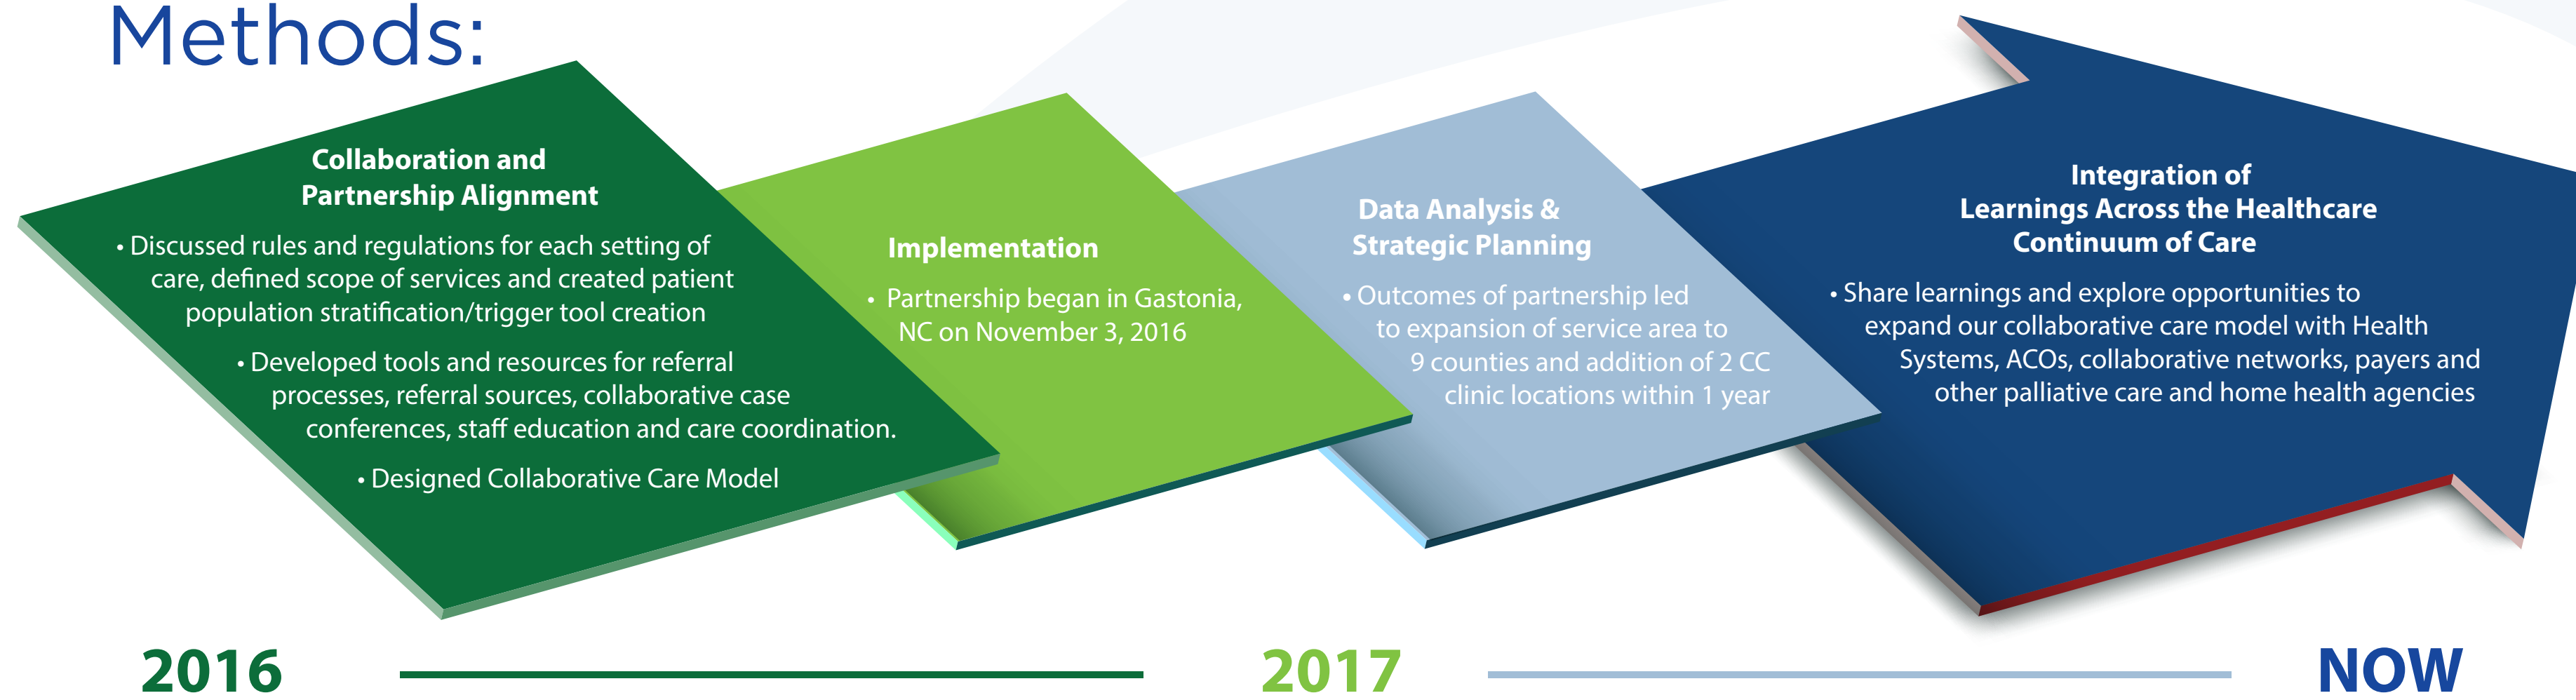 Methods:
Collaboration and
Partnership Alignment
• Discussed rules and regulations for each setting of
care, defined scope of services and created patient
population stratification/trigger tool creation
• Developed tools and resources for referral
processes, referral sources, collaborative case
conferences, staff education and care coordination.
• Designed Collaborative Care Model
Implementation
• Partnership began in Gastonia,
NC on November 3, 2016
Data Analysis &
Strategic Planning
• Outcomes of partnership led
to expansion of service area to
9 counties and addition of 2 CC
clinic locations within 1 year
Integration of
Learnings Across the Healthcare
Continuum of Care
• Share learnings and explore opportunities to
expand our collaborative care model with Health
Systems, ACOs, collaborative networks, payers and
other palliative care and home health agencies
2016
2017
NOW